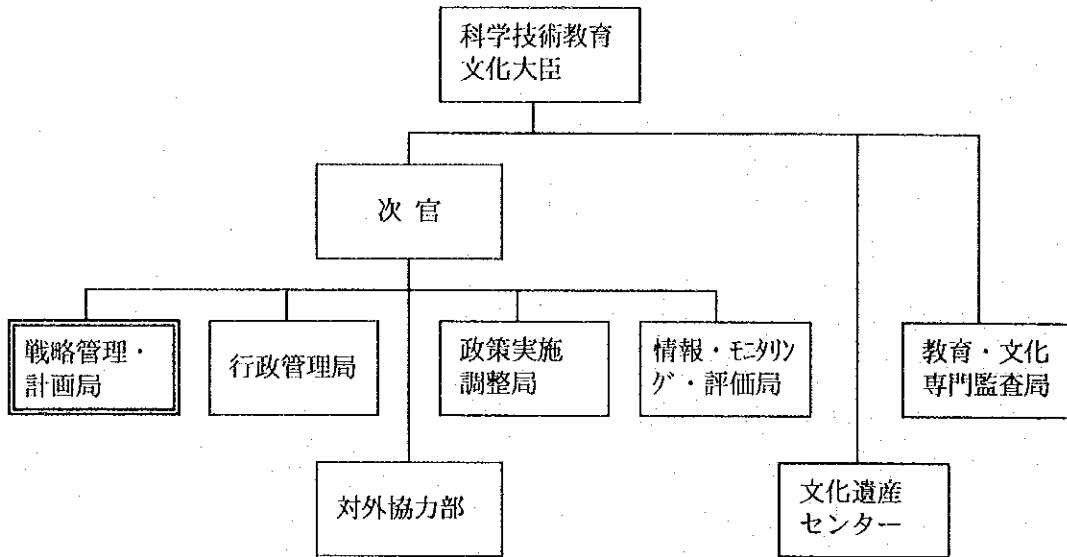 科学技術教育
文化大臣
次 官
戦略管理・
計画局
行政管理局
政策実施
調整局
情報・ﾓﾆﾀﾘﾝ
ｸﾞ・評価局
教育・文化
専門監査局
対外協力部
文化遺産
センター